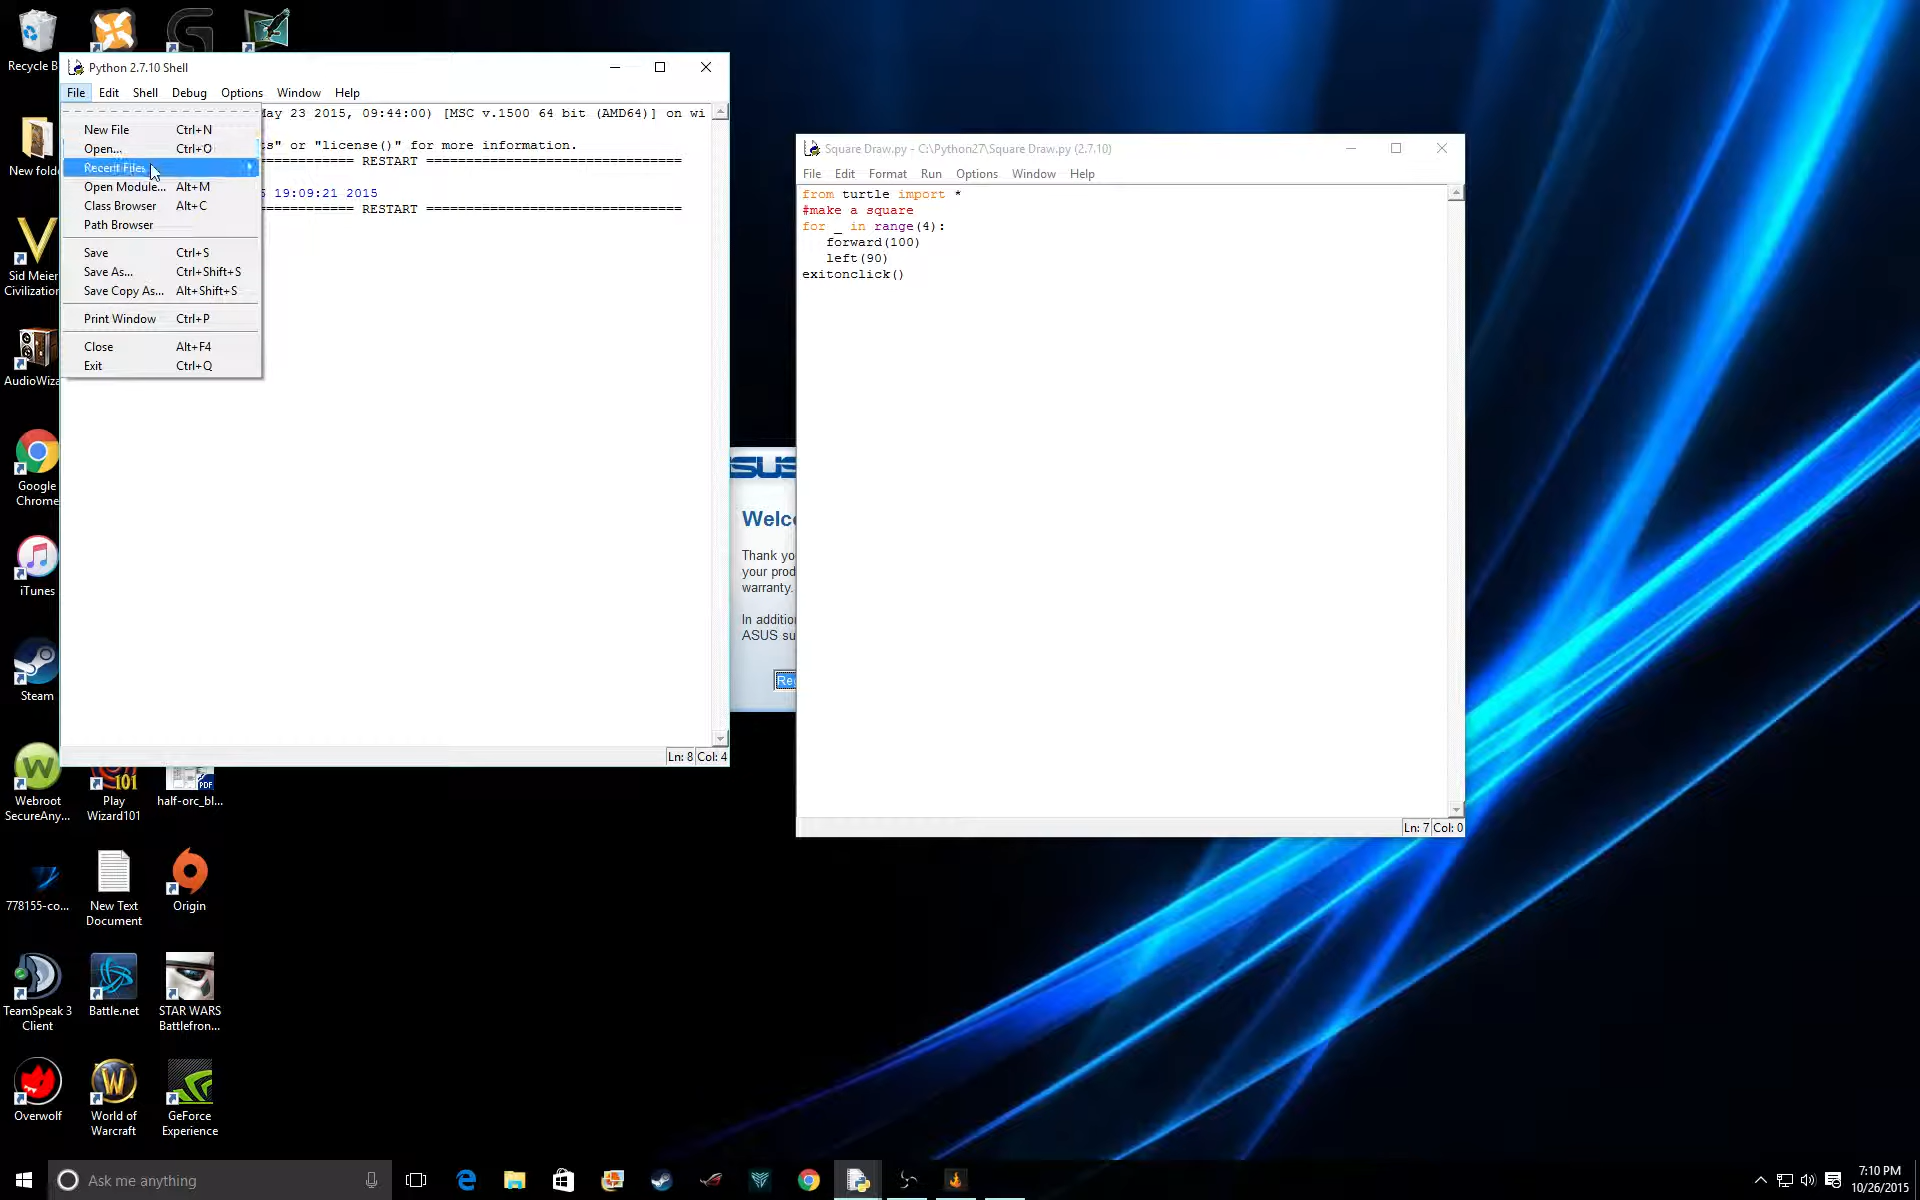 Recycle B
New folde
Sid Meier
Civilization
AudioWiza
Google
Chrome
iTunes
Steam
Webroot
SecureAny...
Play
Wizard101
half-orc_bl...
778155-co...
New Text
Document
Origin
TeamSpeak 3
Client
Battle.net
STAR WARS
Battlefron...
Overwolf
World of
Warcraft
GeForce
Experience
Python 2.7.10 Shell
File Edit Shell Debug Options Window Help
May 23 2015, 09:44:00) [MSC v.1500 64 bit (AMD64)] on wi
ts" or "license()" for more information.
============ RESTART ================================
19:09:21 2015
============ RESTART ================================
New File Ctrl+N
Open... Ctrl+O
Recent Files
Open Module... Alt+M
Class Browser Alt+C
Path Browser
Save Ctrl+S
Save As... Ctrl+Shift+S
Save Copy As... Alt+Shift+S
Print Window Ctrl+P
Close Alt+F4
Exit Ctrl+Q
Ln: 8 Col: 4
SUS
Welco
Thank yo
your prod
warranty.
In additio
ASUS su
Re
Square Draw.py - C:\Python27\Square Draw.py (2.7.10)
File Edit Format Run Options Window Help
from turtle import *
#make a square
for _ in range(4):
forward(100)
left(90)
exitonclick()
Ln: 7 Col: 0
Ask me anything
7:10 PM
10/26/2015